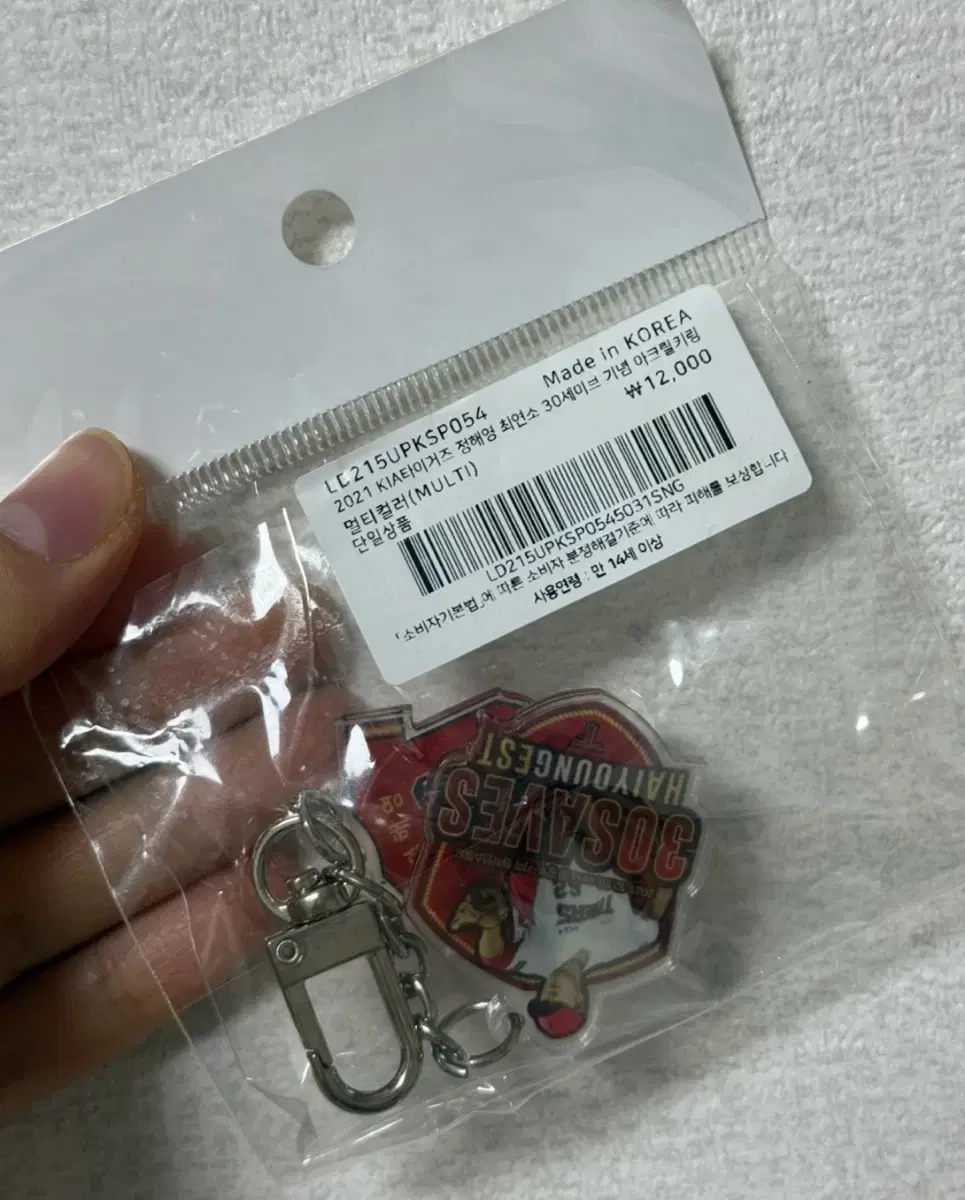 Made in KOREA
LD215UPKSP054
2021 KIA타이거즈 정해영 최연소 30세이브 기념 아크릴키링
멀티컬러(MULTI)
₩12,000
단일상품
LD215UPKSP0545031SNG
「소비자기본법」에 따른 소비자 분쟁해결기준에 따라 피해를 보상합니다
사용연령 : 만 14세 이상
HAIYOUNGEST
30SAVES
TIGERS
62